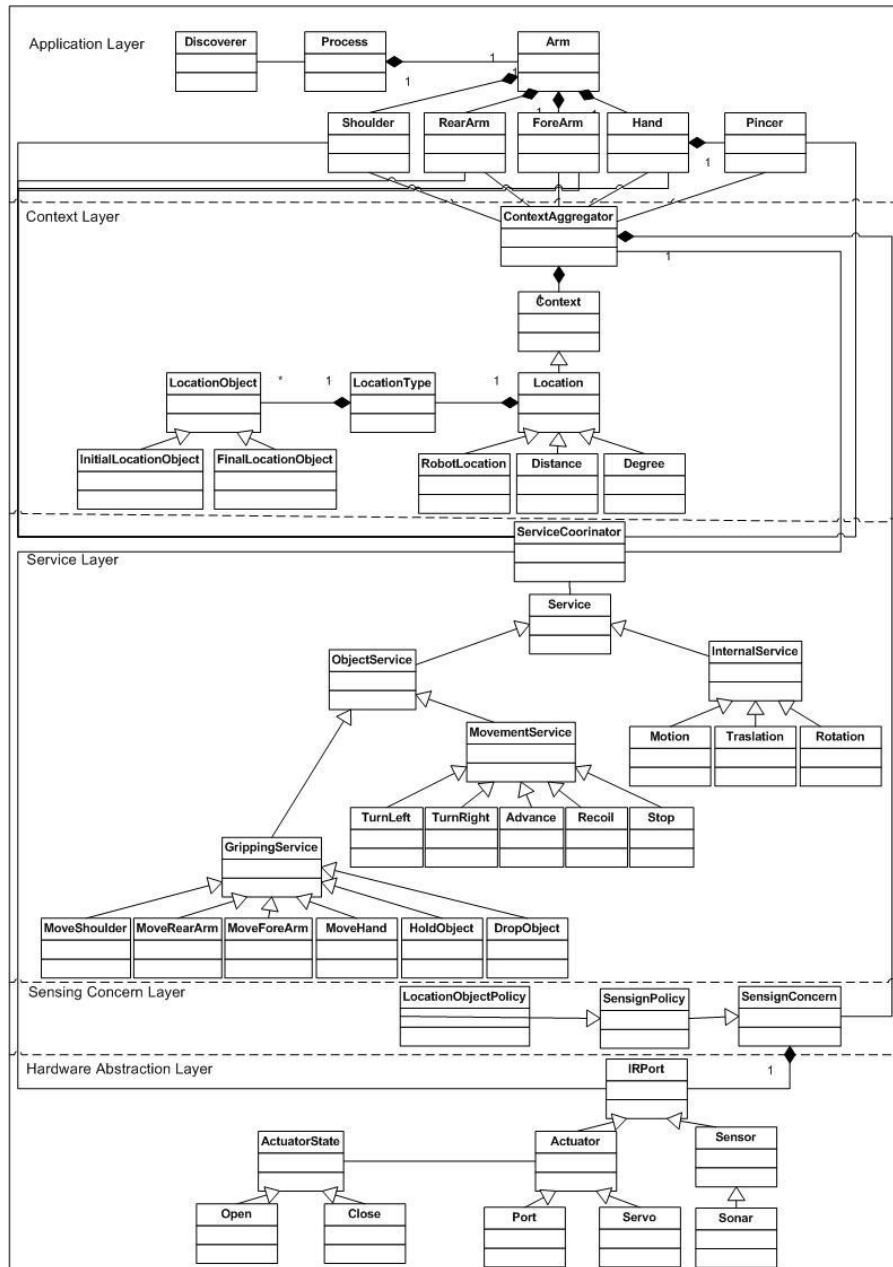 Application Layer
Discoverer
Process
Arm
1
1
1
1
1
Shoulder
RearArm
ForeArm
Hand
Pincer
1
Context Layer
ContextAggregator
1
Context
LocationObject
*
1
LocationType
1
Location
InitialLocationObject
FinalLocationObject
RobotLocation
Distance
Degree
ServiceCoorinator
Service Layer
Service
ObjectService
InternalService
MovementService
Motion
Traslation
Rotation
TurnLeft
TurnRight
Advance
Recoil
Stop
GrippingService
MoveShoulder
MoveRearArm
MoveForeArm
MoveHand
HoldObject
DropObject
Sensing Concern Layer
LocationObjectPolicy
SensignPolicy
SensignConcern
Hardware Abstraction Layer
IRPort
1
ActuatorState
Actuator
Sensor
Open
Close
Port
Servo
Sonar